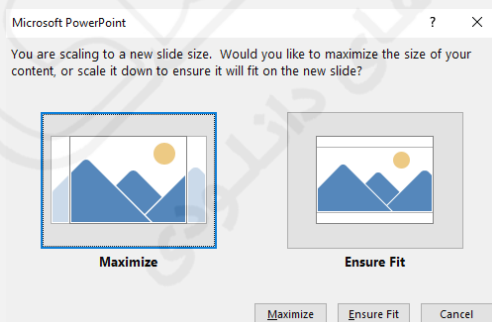 Microsoft PowerPoint ? ×
You are scaling to a new slide size. Would you like to maximize the size of your
content, or scale it down to ensure it will fit on the new slide?
Maximize Ensure Fit
Maximize Ensure Fit Cancel